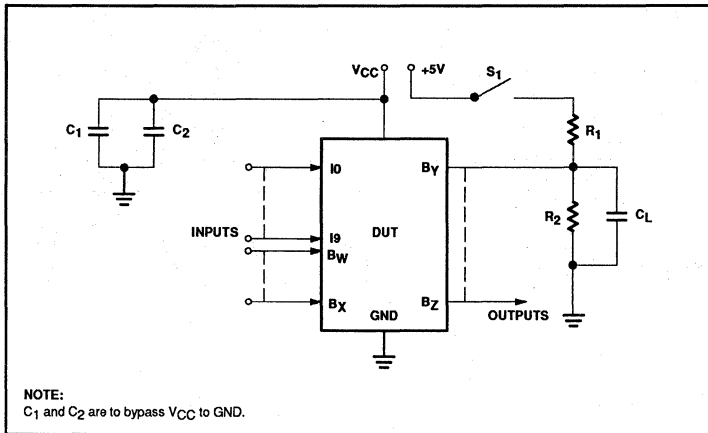 VCC +5V S1
C1 C2 R1
I0 BY
R2 CL
INPUTS I9 DUT
BW
BX GND BZ OUTPUTS
NOTE:
C1 and C2 are to bypass VCC to GND.